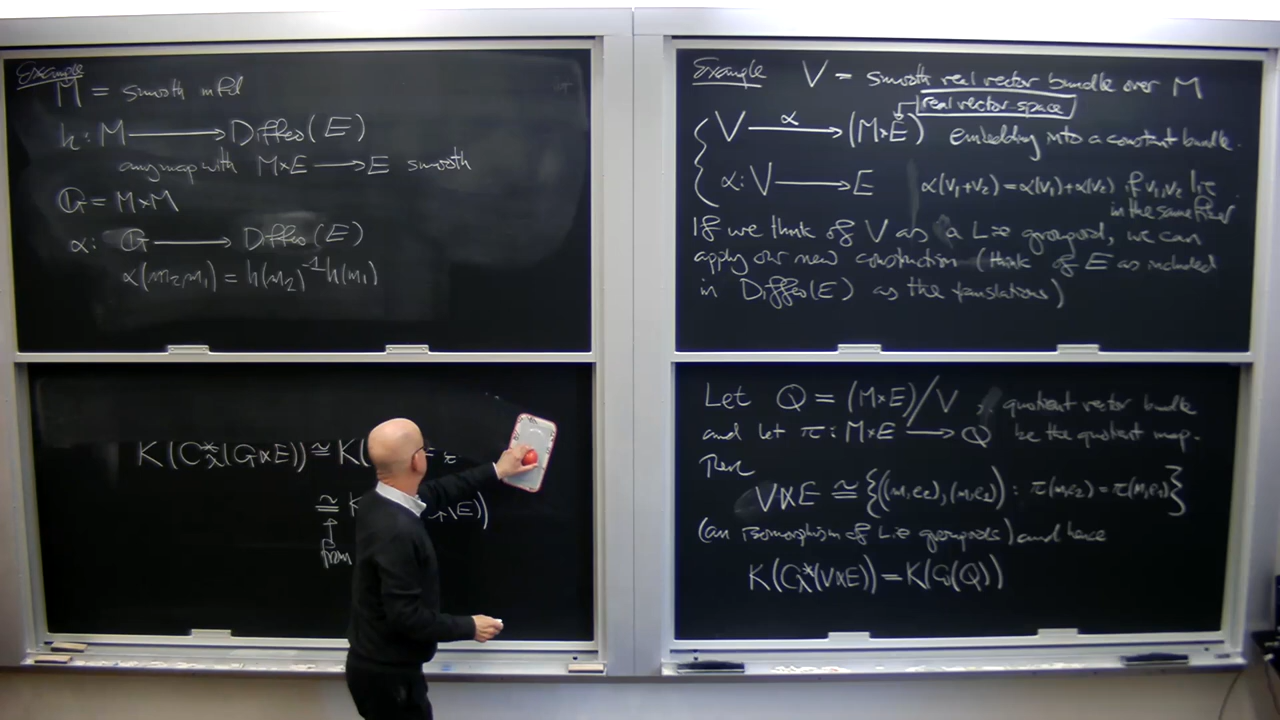 Example
M = smooth mfd
h: M ⟶ Diffeo(E)
any map with M×E ⟶ E smooth
G = M×M
α: G ⟶ Diffeo(E)
α(m₂,m₁) = h(m₂)⁻¹h(m₁)
K(C*λ(G⋉E)) ≅ K(
≅ K
\E))
↑
from
Example V = smooth real vector bundle over M
real vector space
V —α→ (M×E) embedding into a constant bundle.
α: V ⟶ E α(v₁+v₂) = α(v₁)+α(v₂) if v₁,v₂ lie
in the same fiber
If we think of V as a Lie groupoid, we can
apply our new construction (think of E as included
in Diffeo(E) as the translations)
Let Q = (M×E)/V quotient vector bundle
and let π: M×E ⟶ Q be the quotient map.
Then
V⋉E ≅ {((m,e₂),(m,e₁)) : π(m,e₂) = π(m,e₁)}
(an isomorphism of Lie groupoids) and hence
K(C*λ(V⋉E)) = K(C₀(Q))